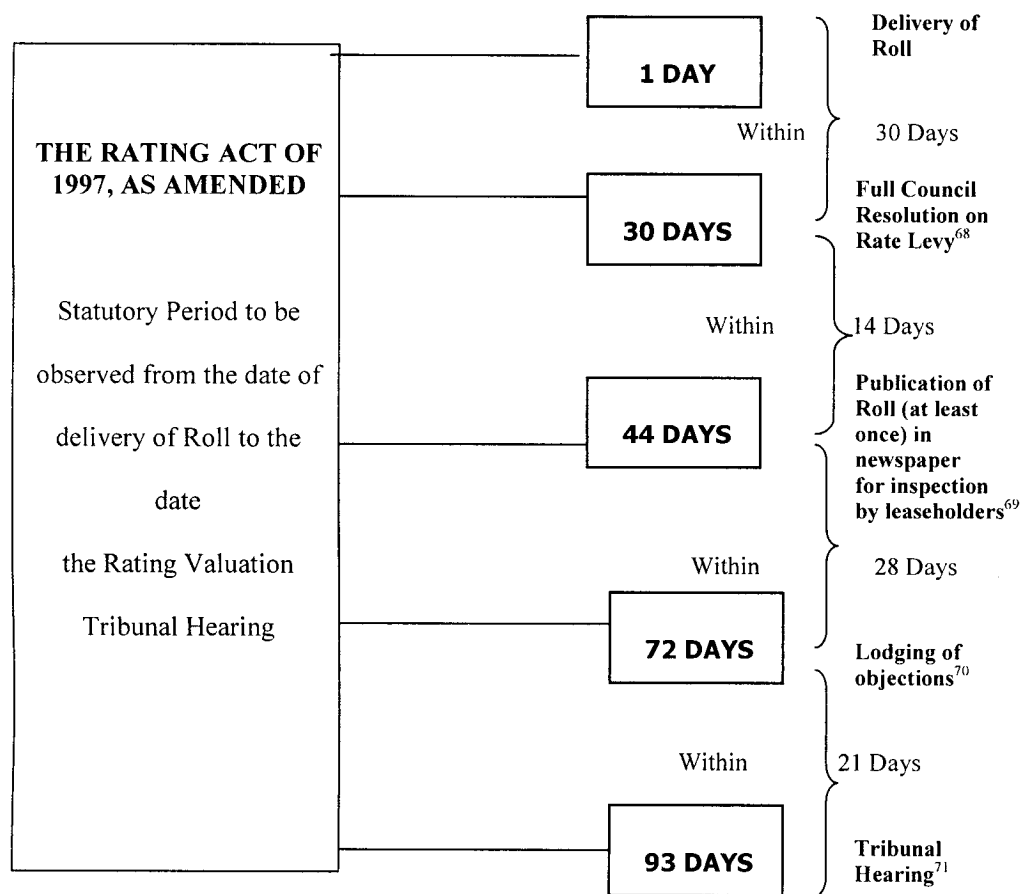 THE RATING ACT OF
1997, AS AMENDED
Statutory Period to be
observed from the date of
delivery of Roll to the
date
the Rating Valuation
Tribunal Hearing
1 DAY
Delivery of
Roll
Within 30 Days
30 DAYS
Full Council
Resolution on
Rate Levy68
Within 14 Days
44 DAYS
Publication of
Roll (at least
once) in
newspaper
for inspection
by leaseholders69
Within 28 Days
72 DAYS
Lodging of
objections70
Within 21 Days
93 DAYS
Tribunal
Hearing71